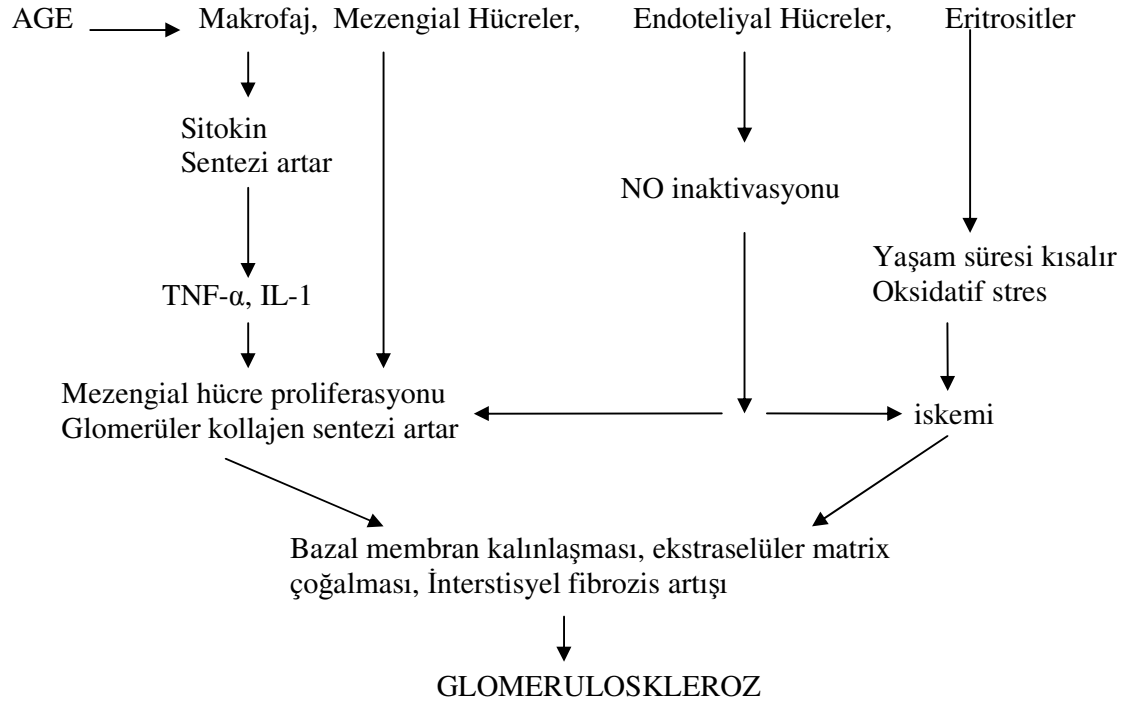 AGE Makrofaj, Mezengial Hücreler, Endoteliyal Hücreler, Eritrositler
Sitokin
Sentezi artar
NO inaktivasyonu
Yaşam süresi kısalır
Oksidatif stres
TNF-α, IL-1
Mezengial hücre proliferasyonu
Glomerüler kollajen sentezi artar
iskemi
Bazal membran kalınlaşması, ekstraselüler matrix
çoğalması, İnterstisyel fibrozis artışı
GLOMERULOSKLEROZ